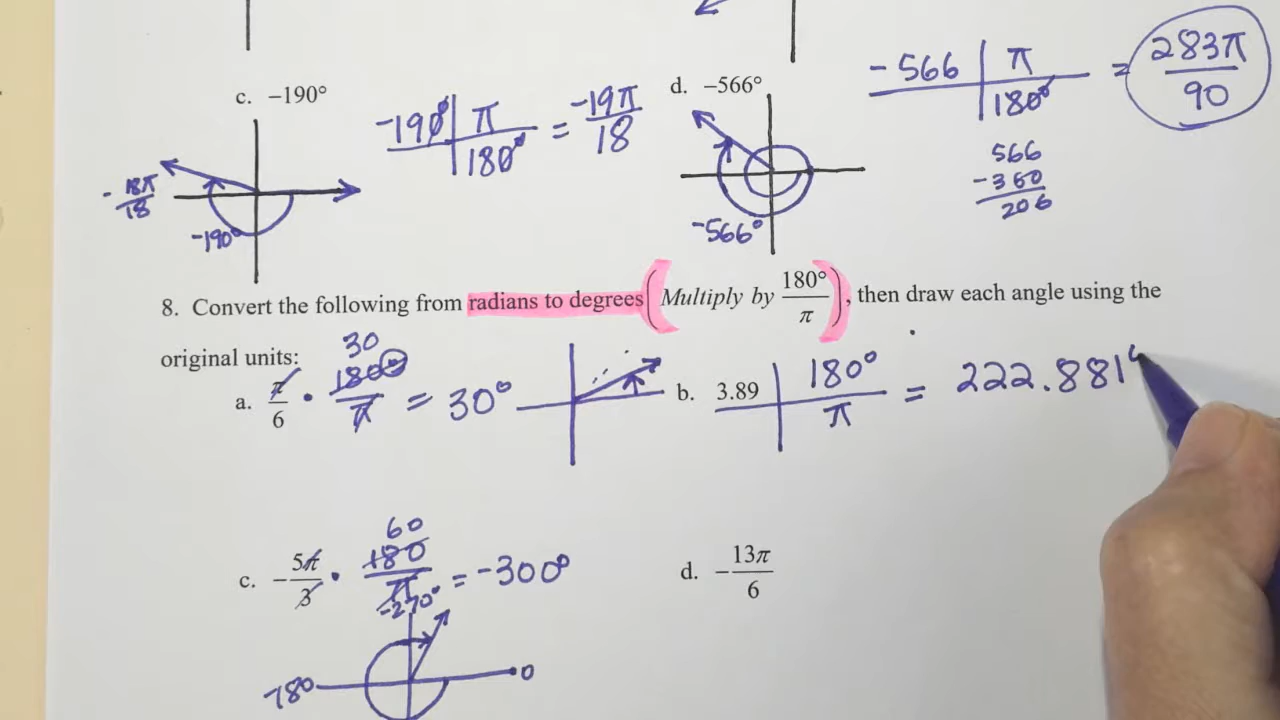 c. −190°
-190° | π / 180° = -19π / 18
- 18π / 18
-190°
d. −566°
-566 | π / 180° = 283π / 90
566
- 360
206
-566°
8. Convert the following from radians to degrees (Multiply by 180° / π), then draw each angle using the
original units:
a. π / 6 · 30 180° / π = 30°
b. 3.89 | 180° / π = 222.881°
c. − 5π / 3 · 60 180 / π = -300°
-270°
180
0
d. − 13π / 6